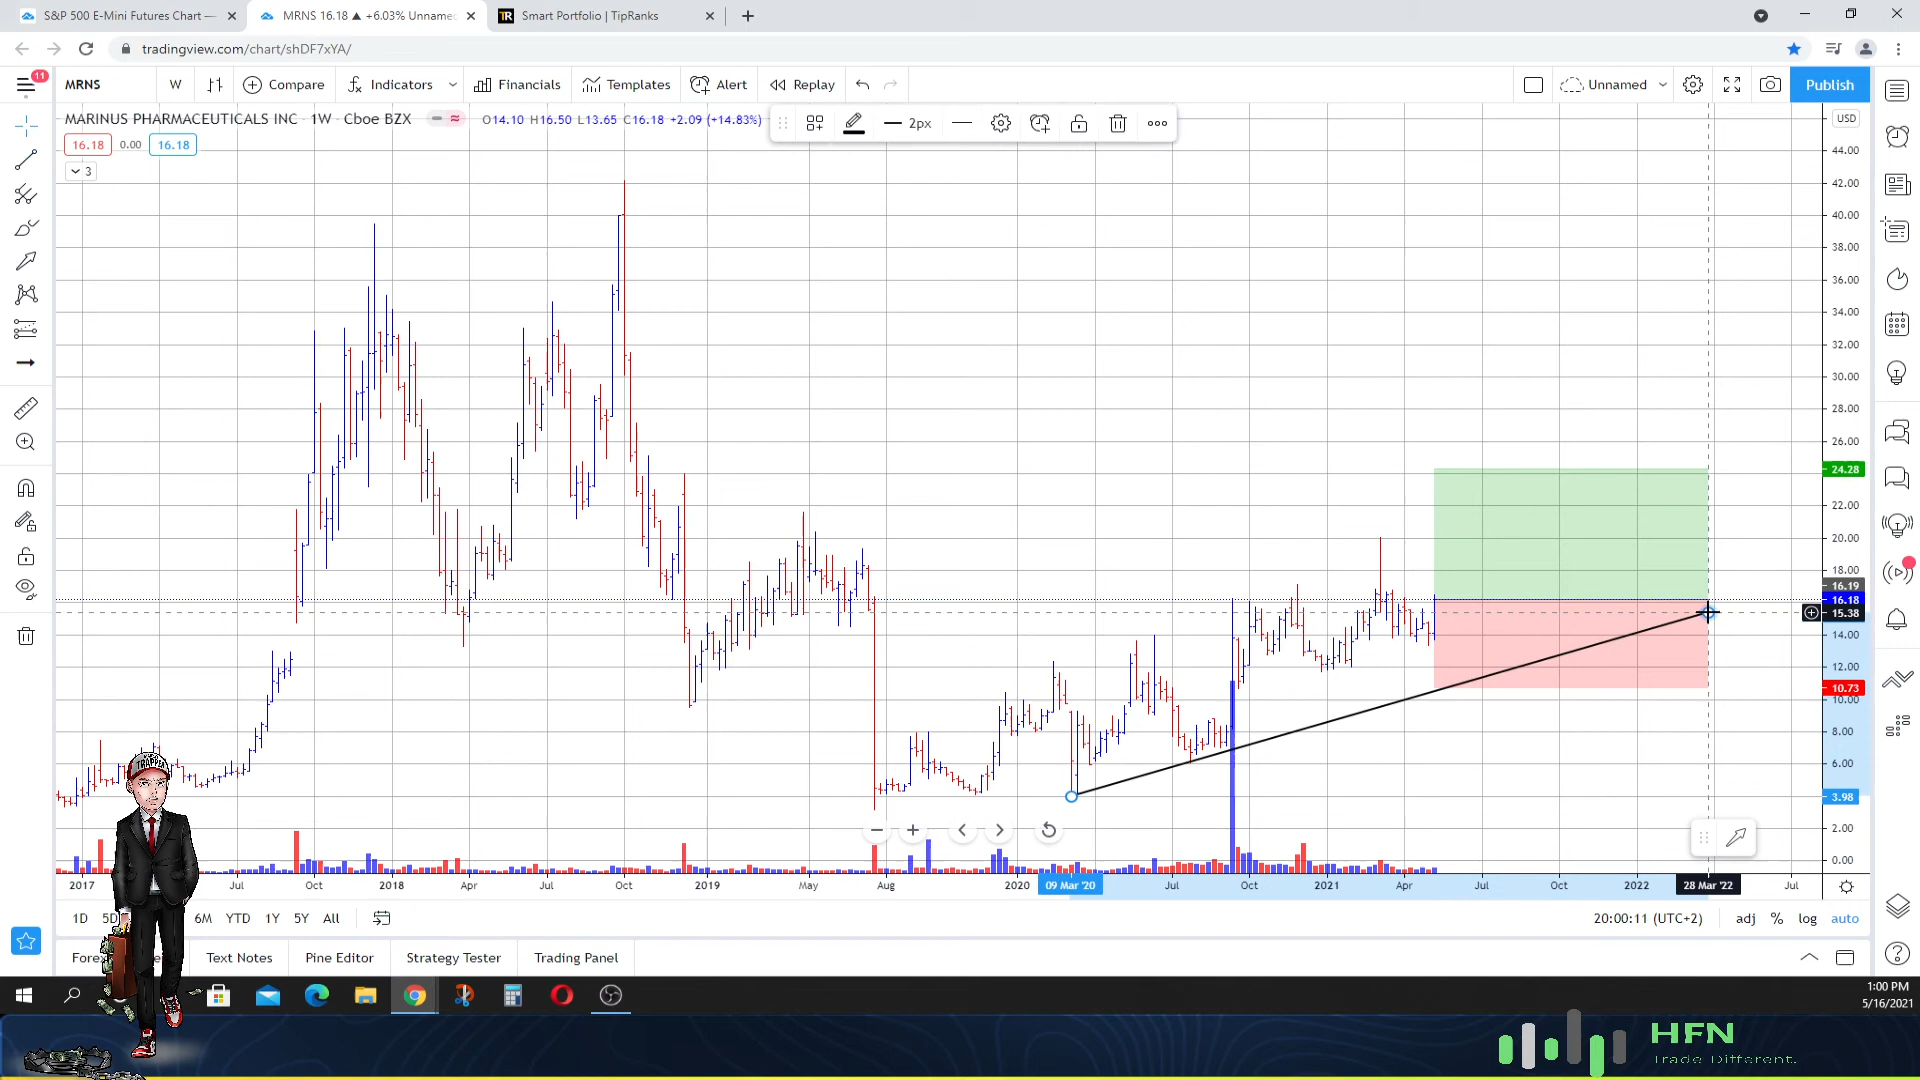 S&P 500 E-Mini Futures Chart —
MRNS 16.18 ▲ +6.03% Unname
Smart Portfolio | TipRanks
tradingview.com/chart/shDF7xYA/
11
MRNS
W
Compare
Indicators
Financials
Templates
Alert
Replay
Unnamed
Publish
MARINUS PHARMACEUTICALS INC · 1W · Cboe BZX
O14.10 H16.50 L13.65 C16.18 +2.09 (+14.83%)
2px
USD
16.18
0.00
16.18
3
44.00
42.00
40.00
38.00
36.00
34.00
32.00
30.00
28.00
26.00
24.28
22.00
20.00
18.00
16.19
16.18
15.38
14.00
12.00
10.73
10.00
8.00
6.00
3.98
2.00
0.00
2017
Jul
Oct
2018
Apr
Jul
Oct
2019
May
Aug
2020
09 Mar '20
Jul
Oct
2021
Apr
Jul
Oct
2022
28 Mar '22
Jul
1D
5D
6M
YTD
1Y
5Y
All
20:00:11 (UTC+2)
adj
%
log
auto
Text Notes
Pine Editor
Strategy Tester
Trading Panel
TRAPPER
1:00 PM
5/16/2021
HFN
Trade Different.